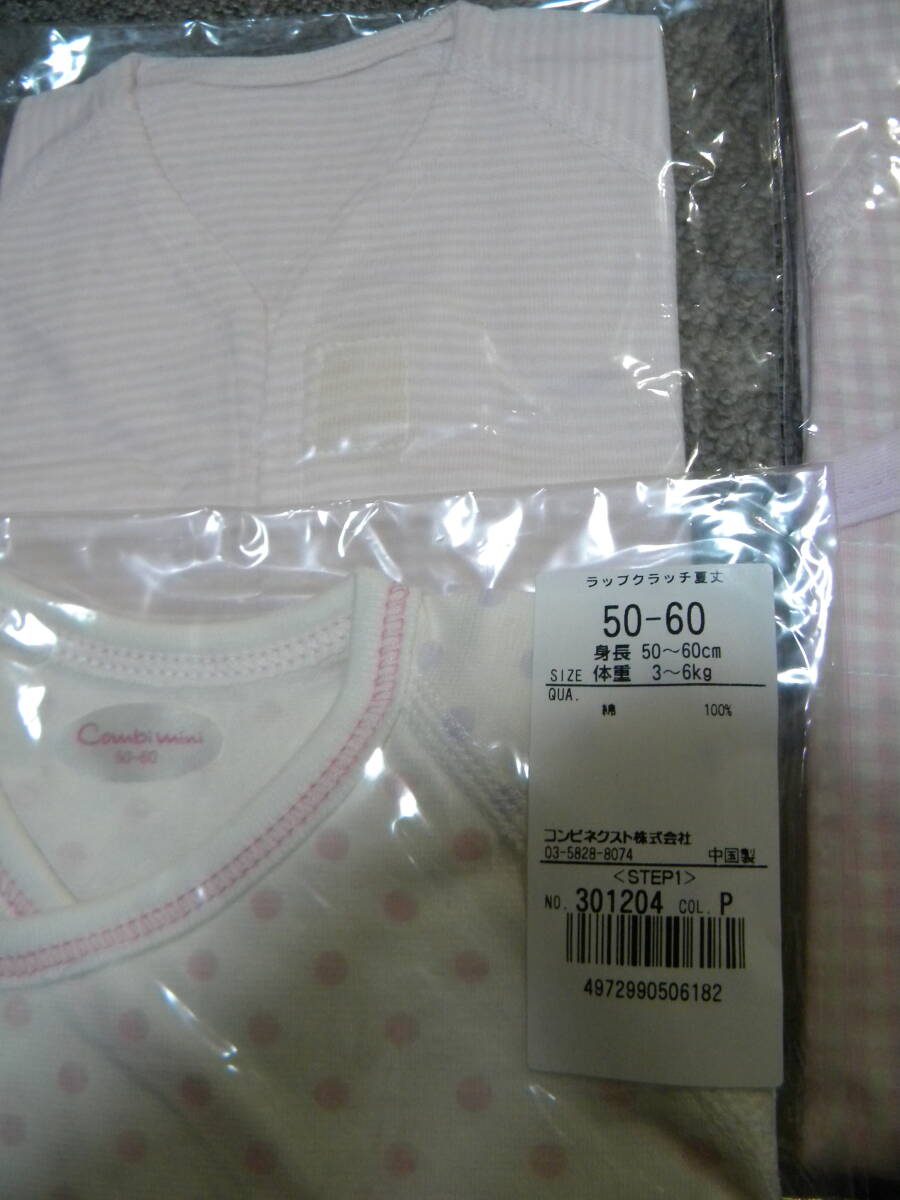 Combi mini
50-60
ラップクラッチ夏丈
50-60
身長 50〜60cm
SIZE 体重 3〜6kg
QUA.
綿 100%
コンビネクスト株式会社
03-5828-8074 中国製
<STEP1>
NO. 301204 COL. P
4972990506182